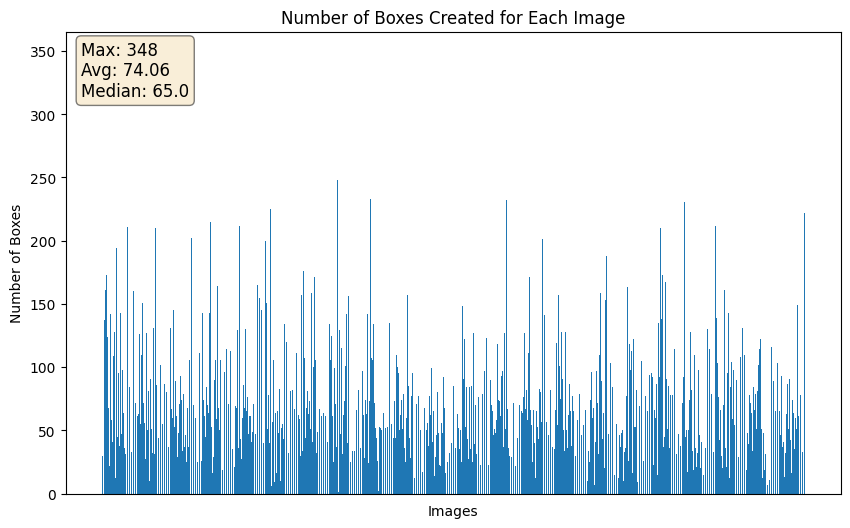 Number of Boxes Created for Each Image
Max: 348
Avg: 74.06
Median: 65.0
350
300
250
200
150
100
50
0
Number of Boxes
Images